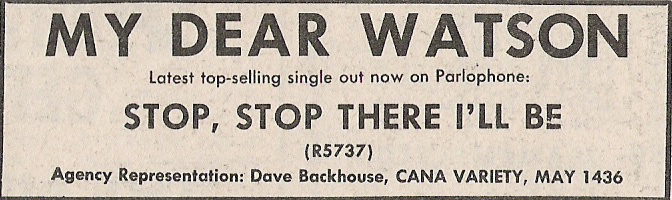 MY DEAR WATSON
Latest top-selling single out now on Parlophone:
STOP, STOP THERE I'LL BE
(R5737)
Agency Representation: Dave Backhouse, CANA VARIETY, MAY 1436